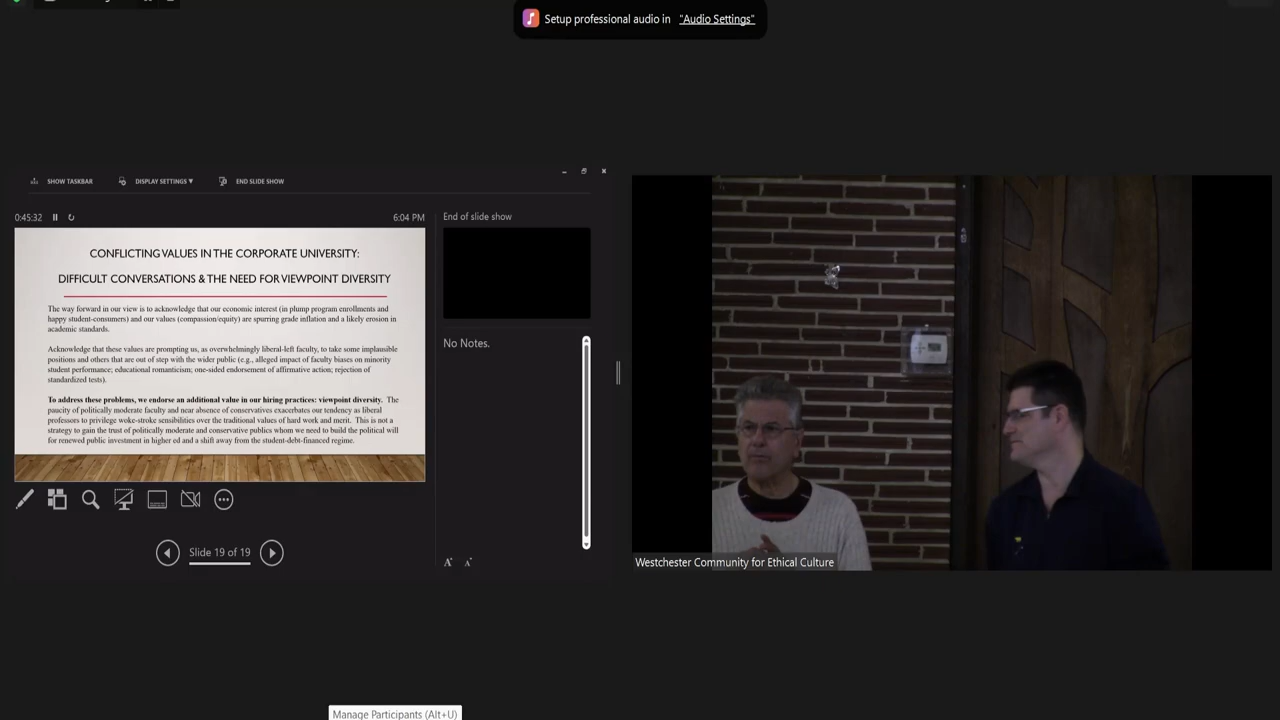 Setup professional audio in "Audio Settings"
SHOW TASKBAR DISPLAY SETTINGS ▾ END SLIDE SHOW
0:45:32 6:04 PM
CONFLICTING VALUES IN THE CORPORATE UNIVERSITY:
DIFFICULT CONVERSATIONS & THE NEED FOR VIEWPOINT DIVERSITY
The way forward in our view is to acknowledge that our economic interest (in plump program enrollments and
happy student-consumers) and our values (compassion/equity) are spurring grade inflation and a likely erosion in
academic standards.
Acknowledge that these values are prompting us, as overwhelmingly liberal-left faculty, to take some implausible
positions and others that are out of step with the wider public (e.g., alleged impact of faculty biases on minority
student performance; educational romanticism; one-sided endorsement of affirmative action; rejection of
standardized tests).
To address these problems, we endorse an additional value in our hiring practices: viewpoint diversity. The
paucity of politically moderate faculty and near absence of conservatives exacerbates our tendency as liberal
professors to privilege woke-stroke sensibilities over the traditional values of hard work and merit. This is not a
strategy to gain the trust of politically moderate and conservative publics whom we need to build the political will
for renewed public investment in higher ed and a shift away from the student-debt-financed regime.
Slide 19 of 19
End of slide show
No Notes.
A A
Westchester Community for Ethical Culture
Manage Participants (Alt+U)